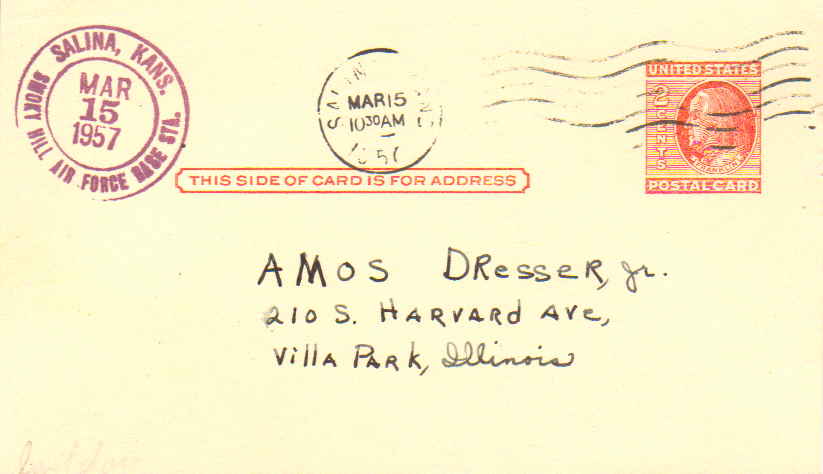 SALINA, KANS.
MAR
15
1957
SMOKY HILL AIR FORCE BASE STA.
MAR 15
10 30 AM
1957
UNITED STATES
2 CENTS
FRANKLIN
POSTAL CARD
THIS SIDE OF CARD IS FOR ADDRESS
AMOS DResser, Jr.
210 S. HARVARd AVe,
VillA PARK, Illinois